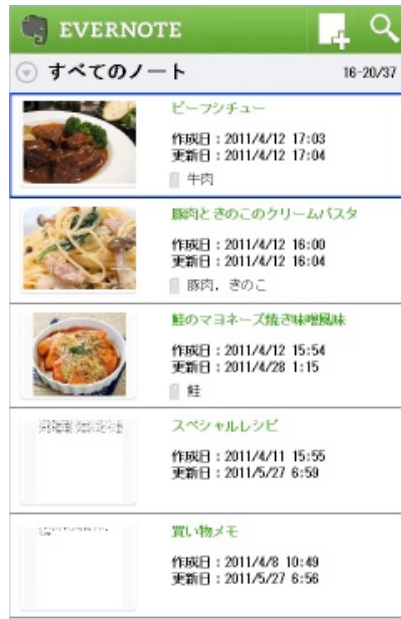 EVERNOTE
すべてのノート 16-20/37
ビーフシチュー
作成日：2011/4/12 17:03
更新日：2011/4/12 17:04
牛肉
豚肉ときのこのクリームパスタ
作成日：2011/4/12 16:00
更新日：2011/4/12 16:04
豚肉, きのこ
鮭のマヨネーズ焼き味噌風味
作成日：2011/4/12 15:54
更新日：2011/4/28 1:15
鮭
スペシャルレシピ
作成日：2011/4/11 15:55
更新日：2011/5/27 6:59
買い物メモ
作成日：2011/4/8 10:49
更新日：2011/5/27 6:56